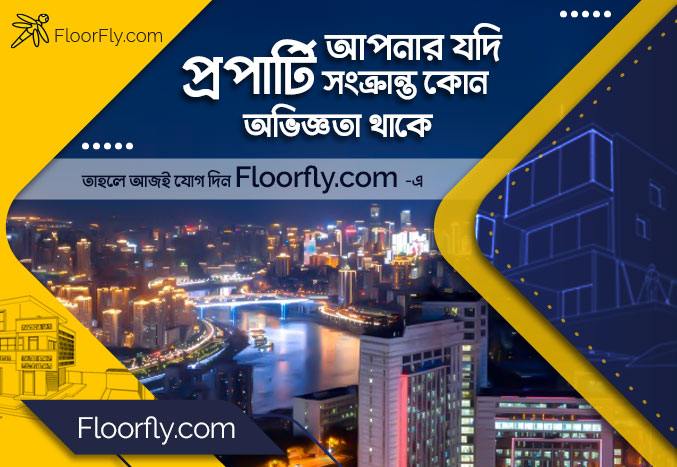 FloorFly.com
আপনার যদি
প্রপার্টি সংক্রান্ত কোন
অভিজ্ঞতা থাকে
তাহলে আজই যোগ দিন Floorfly.com -এ
Floorfly.com